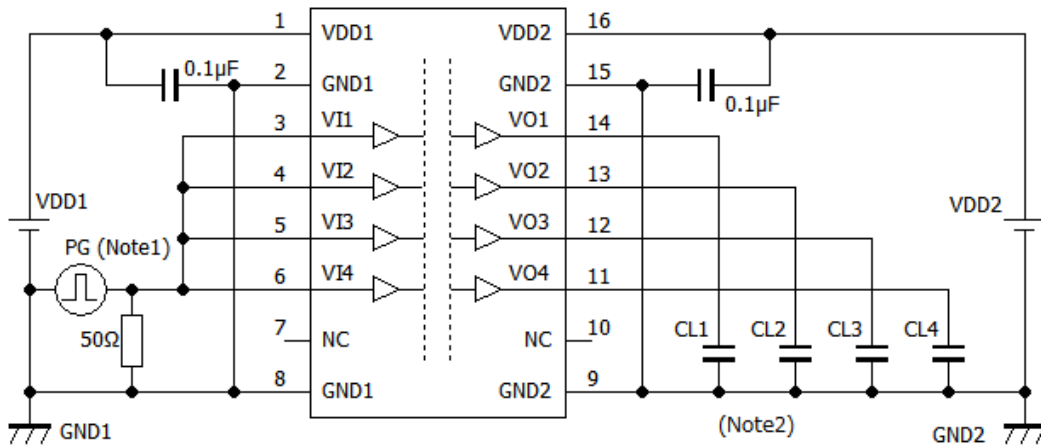 1 VDD1 VDD2 16
0.1µF 2 GND1 GND2 15 0.1µF
3 VI1 VO1 14
4 VI2 VO2 13
VDD1 VDD2
5 VI3 VO3 12
PG (Note1)
6 VI4 VO4 11
50Ω 7 NC NC 10 CL1 CL2 CL3 CL4
8 GND1 GND2 9
GND1 (Note2) GND2